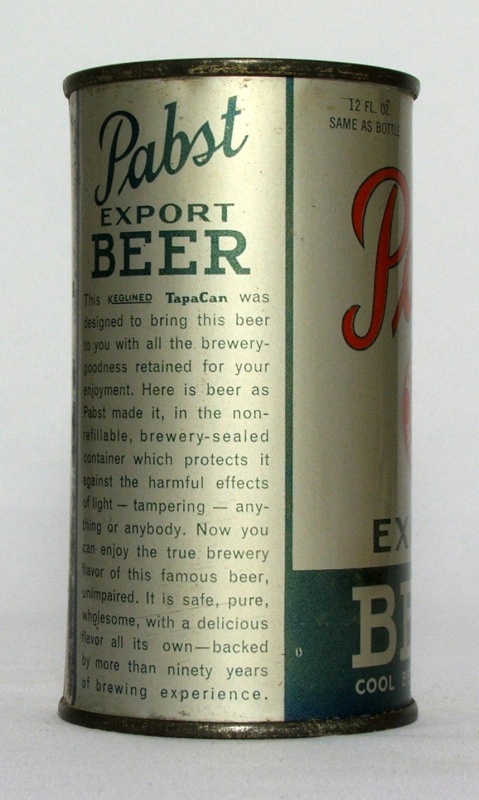 Pabst
EXPORT
BEER
This KEGLINED TapaCan was
designed to bring this beer
to you with all the brewery-
goodness retained for your
enjoyment. Here is beer as
Pabst made it, in the non-
refillable, brewery-sealed
container which protects it
against the harmful effects
of light — tampering — any-
thing or anybody. Now you
can enjoy the true brewery
flavor of this famous beer,
unimpaired. It is safe, pure,
wholesome, with a delicious
flavor all its own—backed
by more than ninety years
of brewing experience.
12 FL. OZ.
SAME AS BOTTLE
P
EX
BE
COOL